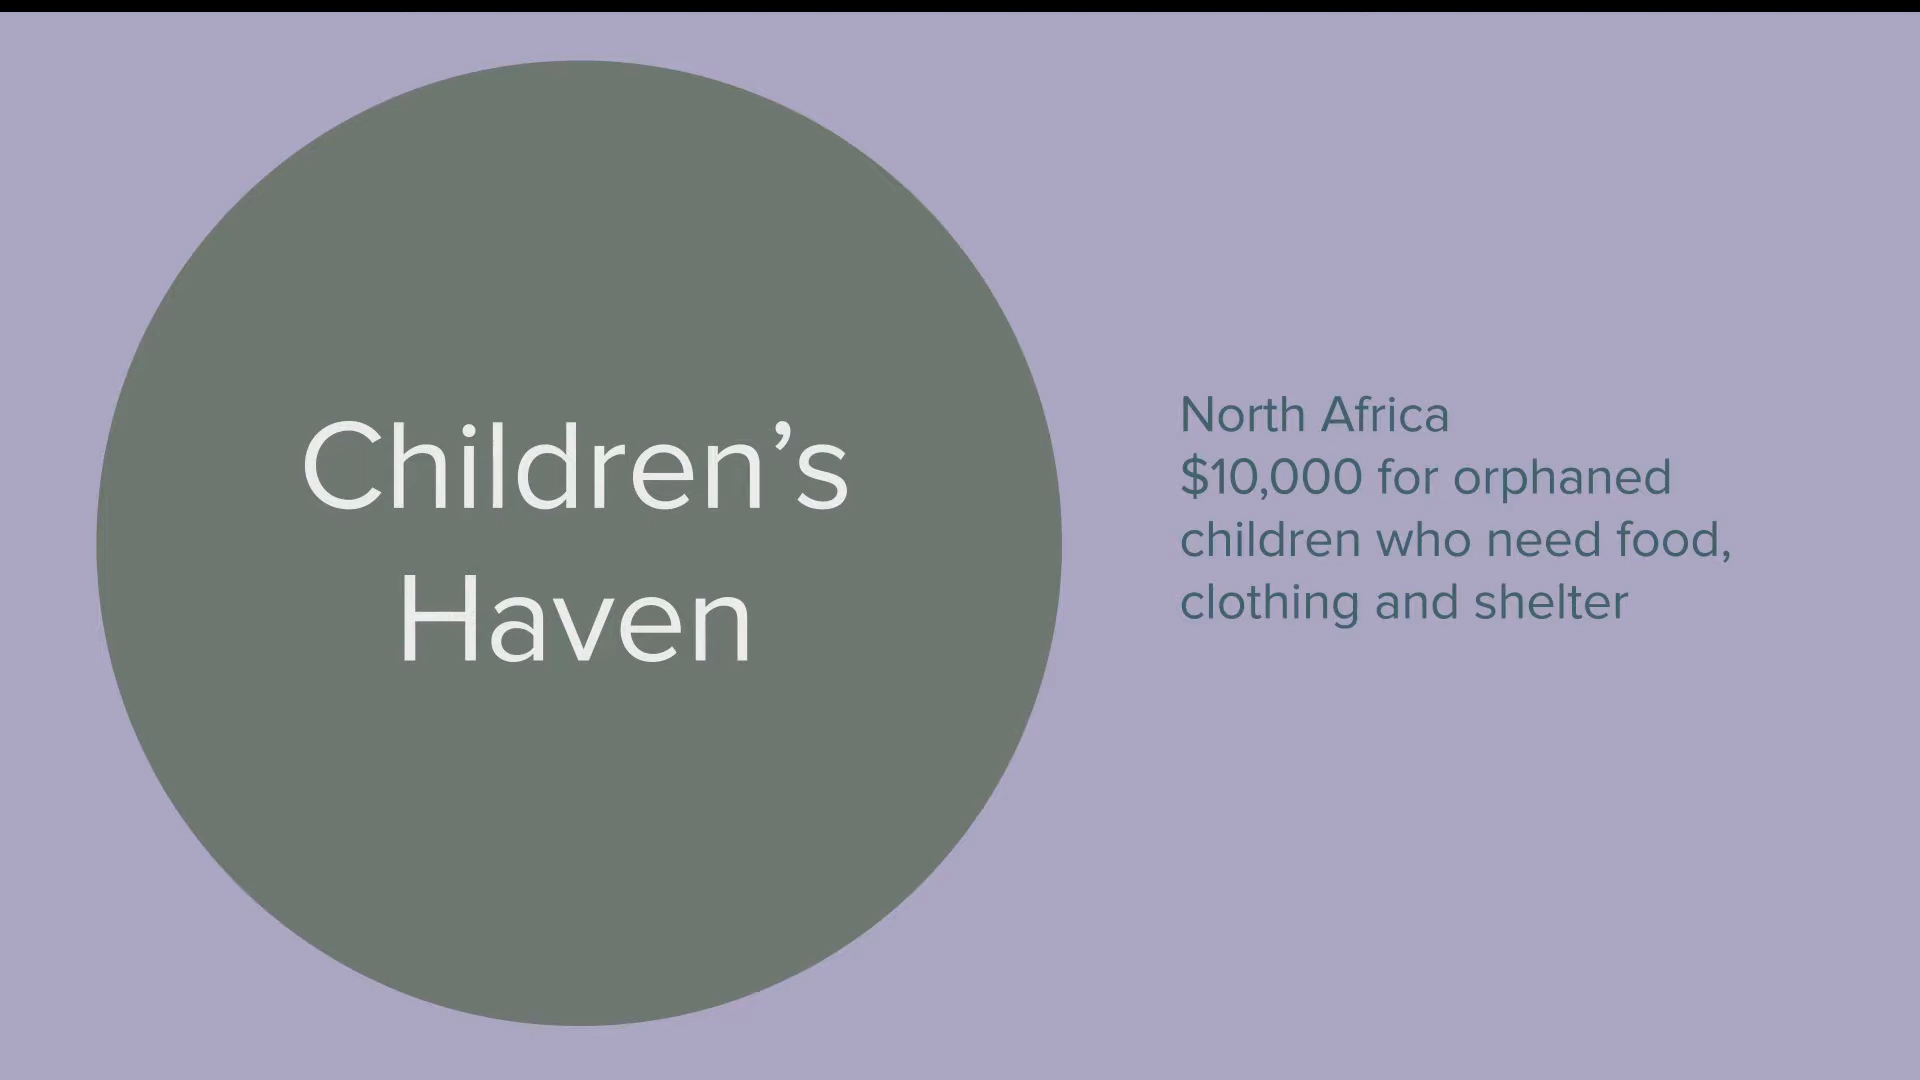 Children’s
Haven
North Africa
$10,000 for orphaned
children who need food,
clothing and shelter